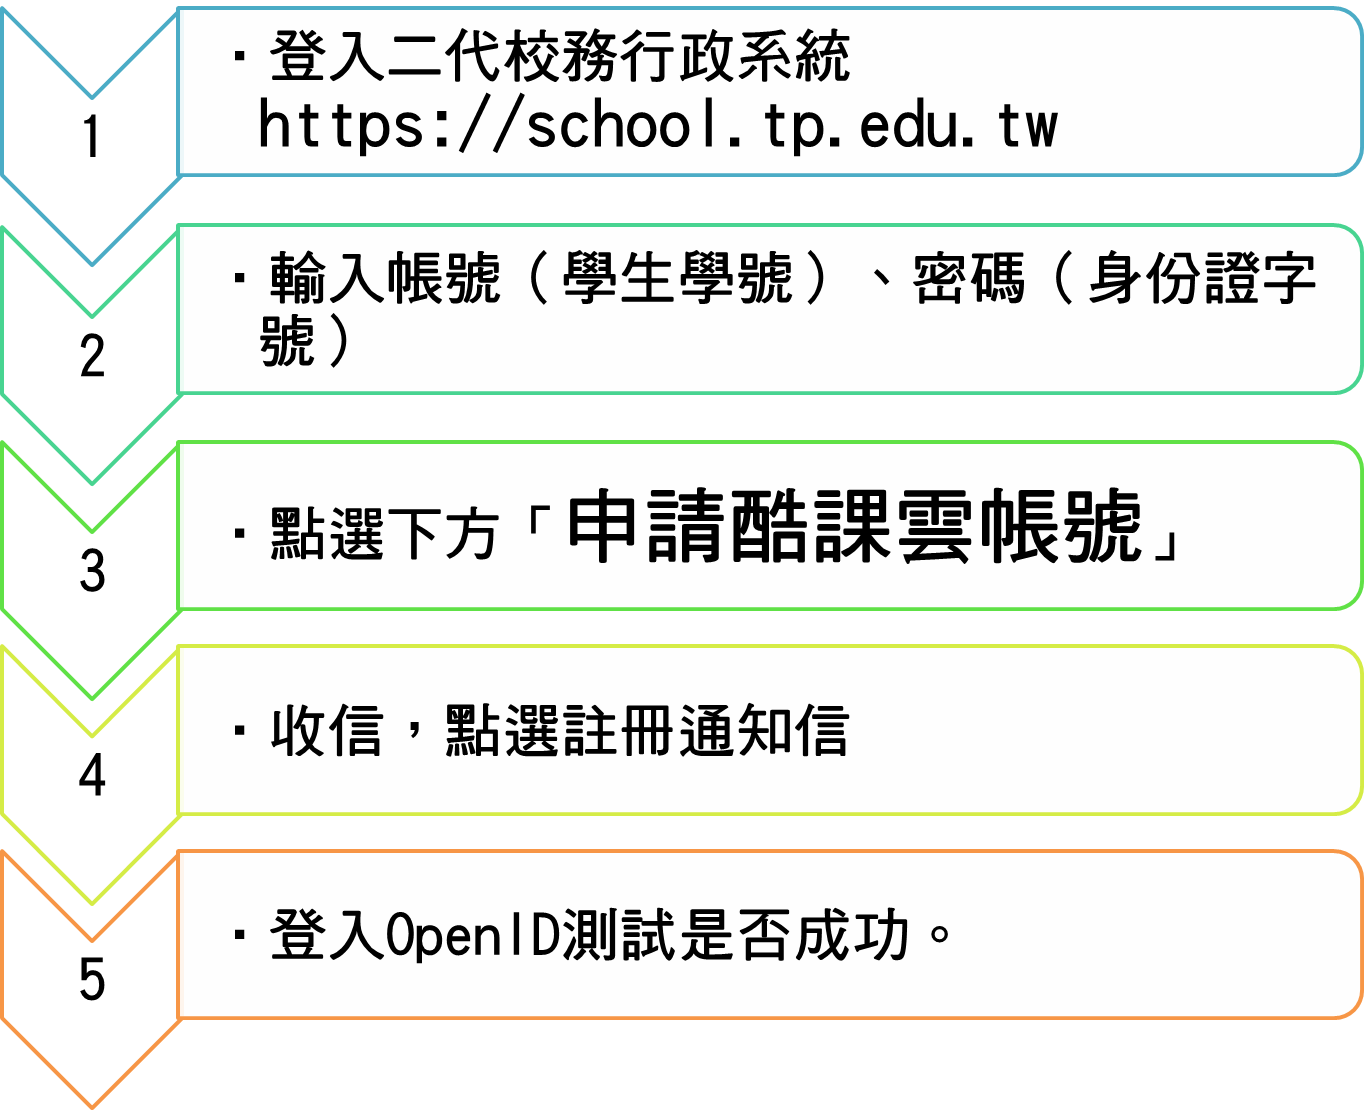 1
・登入二代校務行政系統
https://school.tp.edu.tw
2
・輸入帳號（學生學號）、密碼（身份證字
號）
3
・點選下方「申請酷課雲帳號」
4
・收信，點選註冊通知信
5
・登入OpenID測試是否成功。